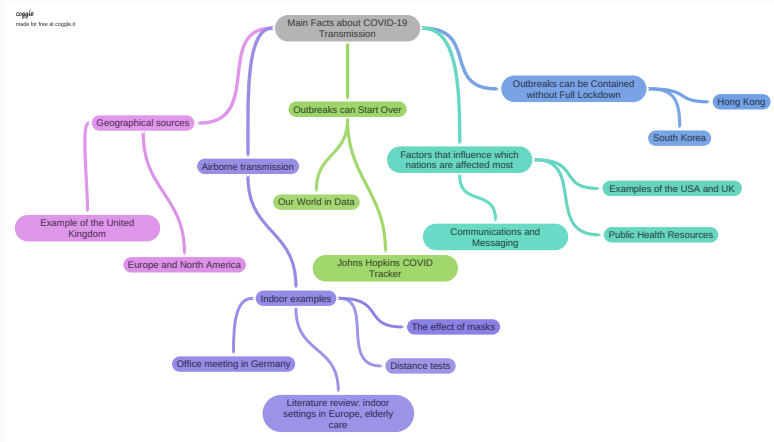 coggle
made for free at coggle.it
Main Facts about COVID-19
Transmission
Outbreaks can be Contained
without Full Lockdown
Hong Kong
South Korea
Outbreaks can Start Over
Geographical sources
Factors that influence which
nations are affected most
Airborne transmission
Examples of the USA and UK
Our World in Data
Example of the United
Kingdom
Communications and
Messaging
Public Health Resources
Europe and North America
Johns Hopkins COVID
Tracker
Indoor examples
The effect of masks
Office meeting in Germany
Distance tests
Literature review: indoor
settings in Europe, elderly
care